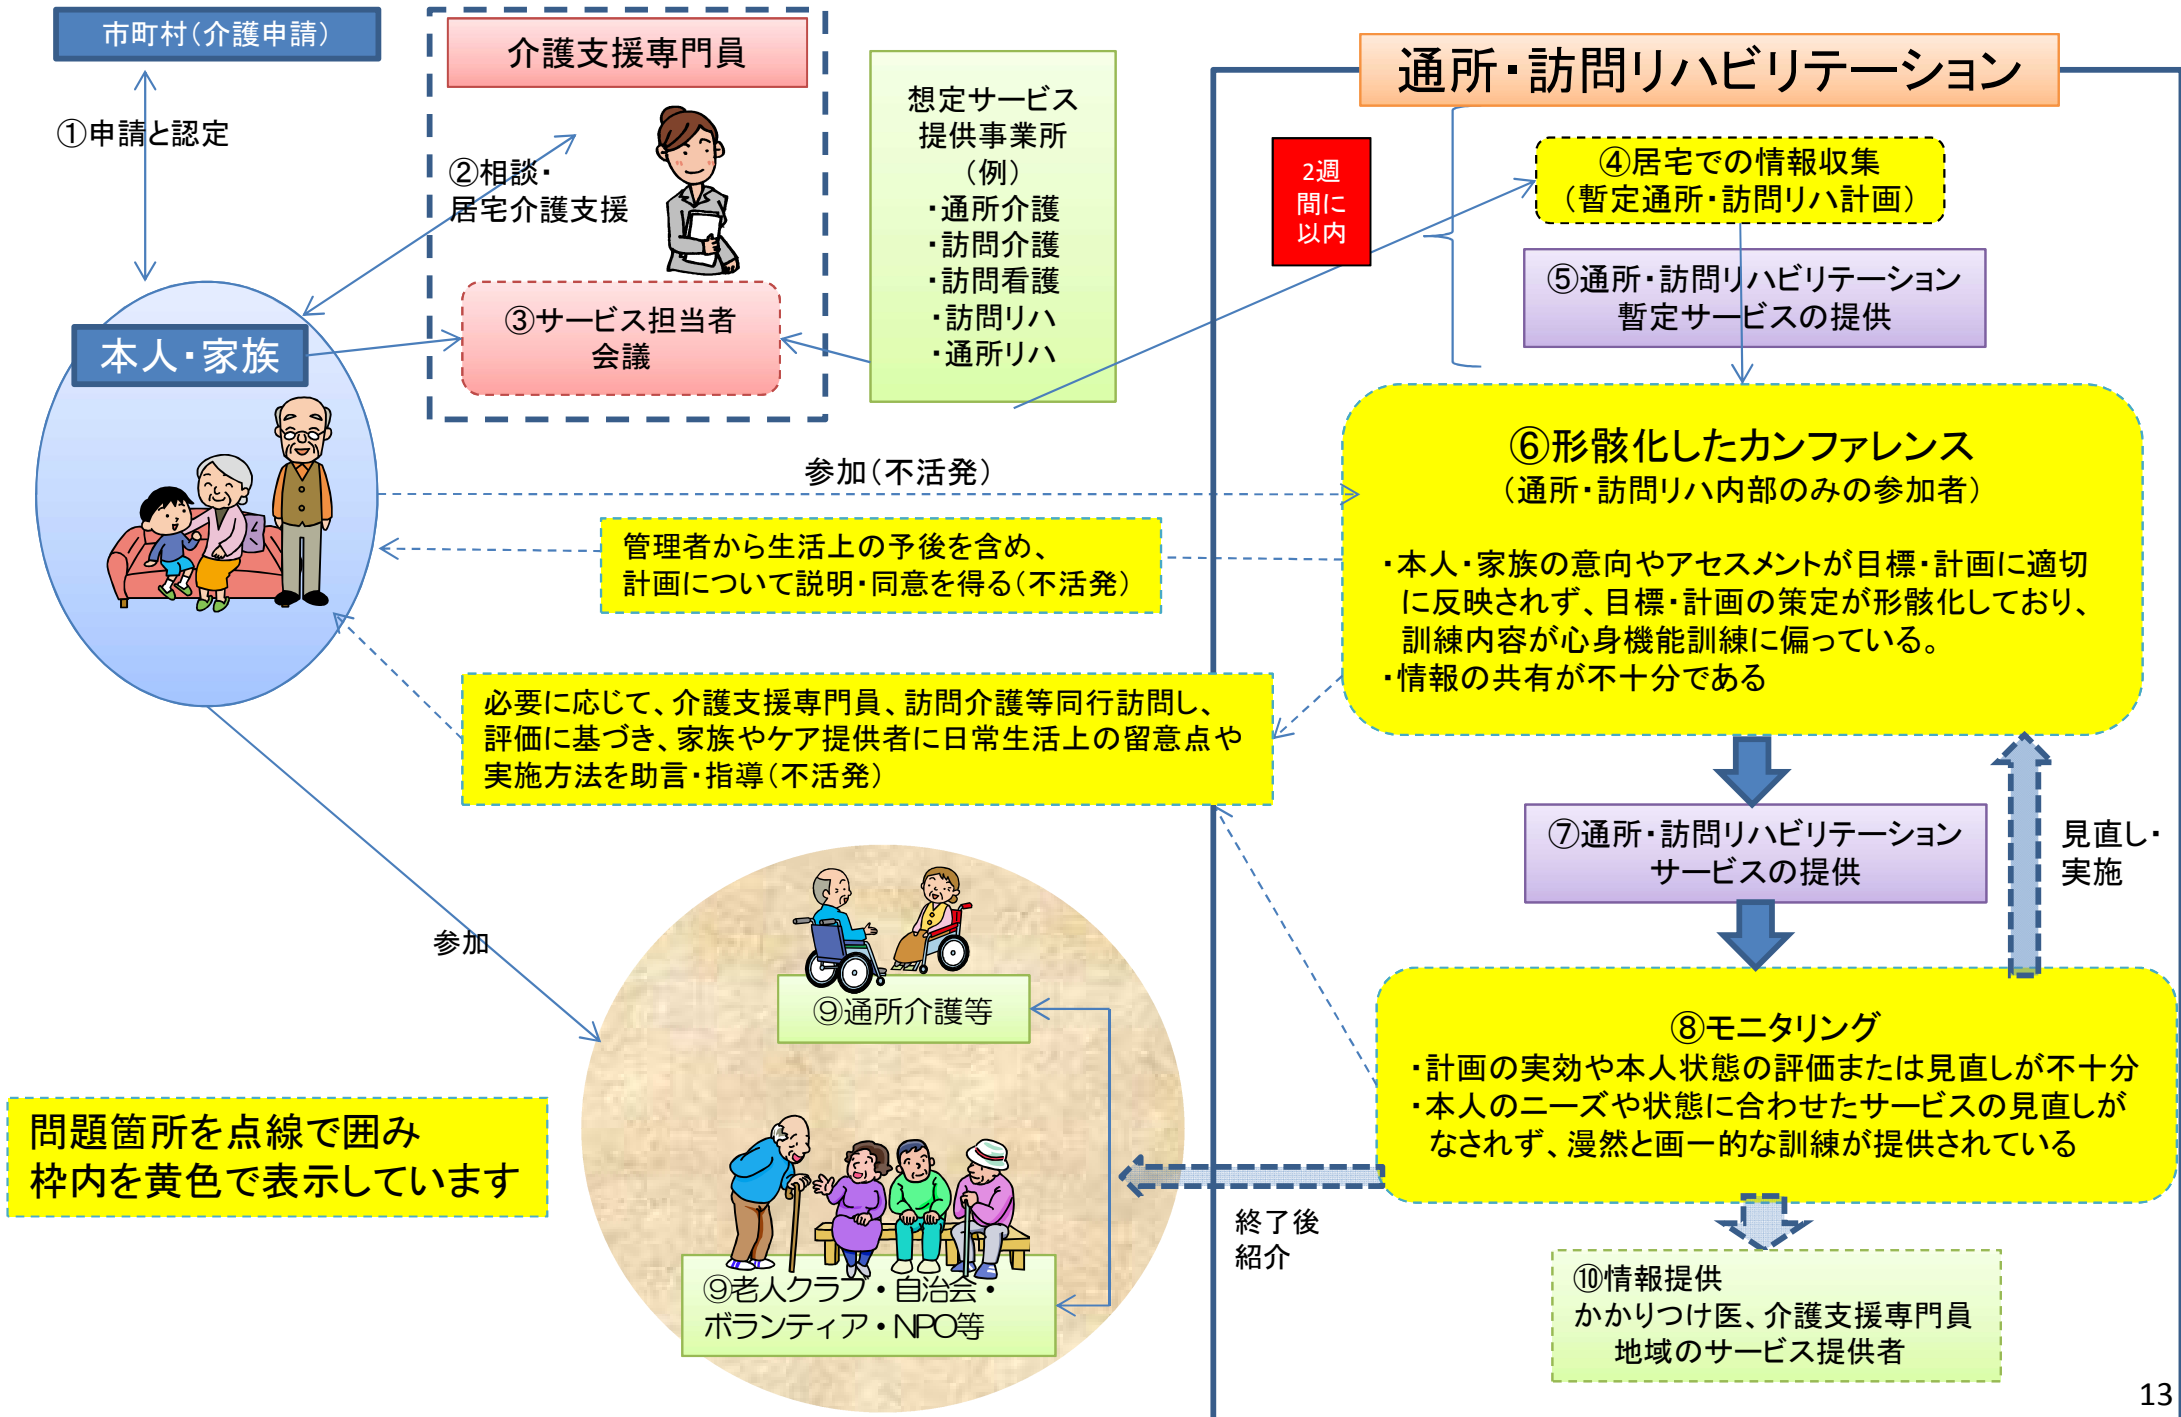 市町村(介護申請)
①申請と認定
介護支援専門員
②相談・
居宅介護支援
③サービス担当者
会議
本人・家族
想定サービス
提供事業所
(例)
・通所介護
・訪問介護
・訪問看護
・訪問リハ
・通所リハ
通所・訪問リハビリテーション
2週
間に
以内
④居宅での情報収集
(暫定通所・訪問リハ計画)
⑤通所・訪問リハビリテーション
暫定サービスの提供
⑥形骸化したカンファレンス
(通所・訪問リハ内部のみの参加者)
・本人・家族の意向やアセスメントが目標・計画に適切
に反映されず、目標・計画の策定が形骸化しており、
訓練内容が心身機能訓練に偏っている。
・情報の共有が不十分である
参加(不活発)
管理者から生活上の予後を含め、
計画について説明・同意を得る(不活発)
必要に応じて、介護支援専門員、訪問介護等同行訪問し、
評価に基づき、家族やケア提供者に日常生活上の留意点や
実施方法を助言・指導(不活発)
⑦通所・訪問リハビリテーション
サービスの提供
見直し・
実施
参加
⑨通所介護等
⑧モニタリング
・計画の実効や本人状態の評価または見直しが不十分
・本人のニーズや状態に合わせたサービスの見直しが
なされず、漫然と画一的な訓練が提供されている
問題箇所を点線で囲み
枠内を黄色で表示しています
終了後
紹介
⑨老人クラブ・自治会・
ボランティア・NPO等
⑩情報提供
かかりつけ医、介護支援専門員
地域のサービス提供者
13